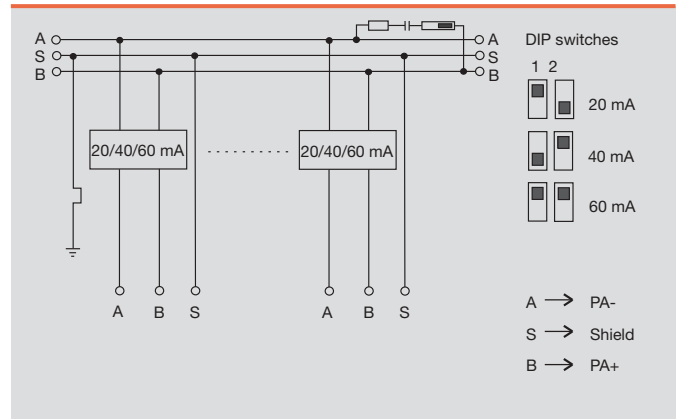 A A
S S
B B
20/40/60 mA 20/40/60 mA
A B S A B S
DIP switches
1 2
20 mA
40 mA
60 mA
A → PA-
S → Shield
B → PA+